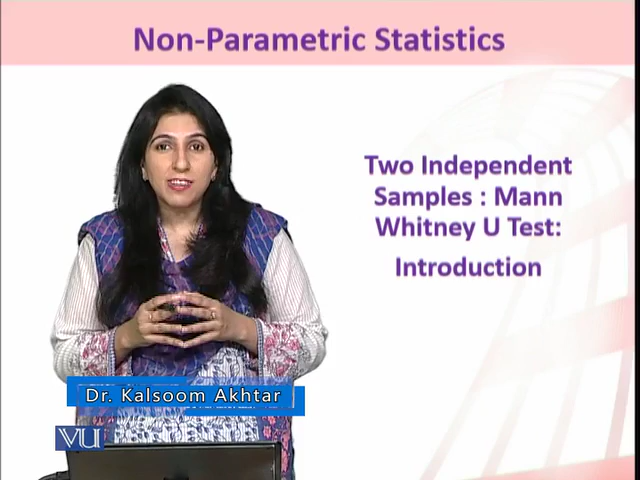 Non-Parametric Statistics
Two Independent
Samples : Mann
Whitney U Test:
Introduction
Dr. Kalsoom Akhtar
VU